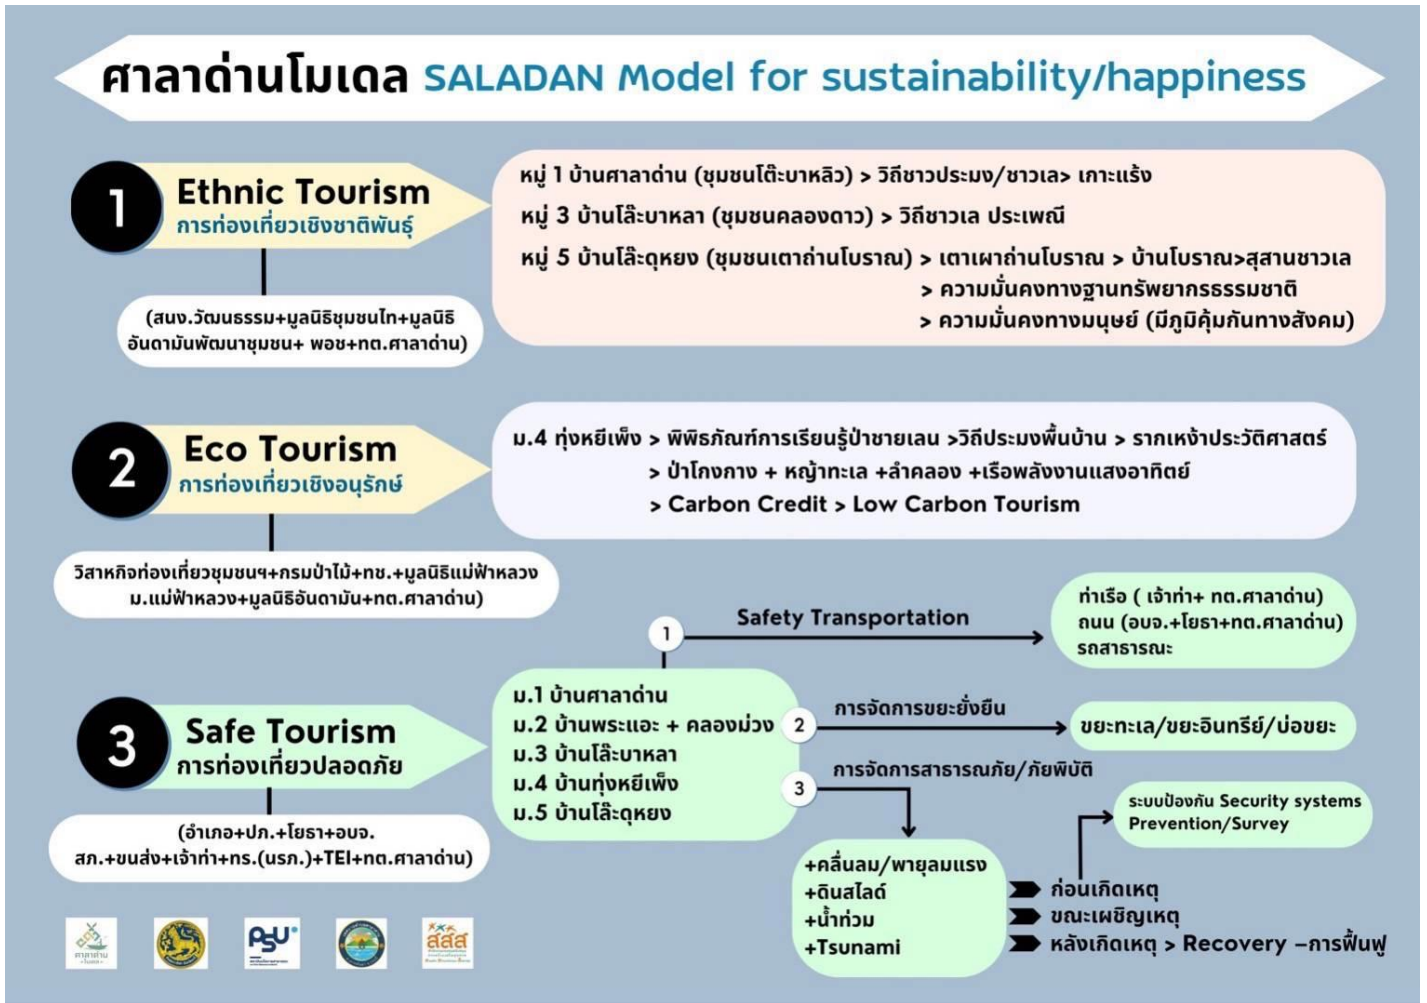 ศาลาด่านโมเดล SALADAN Model for sustainability/happiness
1
Ethnic Tourism
การท่องเที่ยวเชิงชาติพันธุ์
(สนง.วัฒนธรรม+มูลนิธิชุมชนไท+มูลนิธิ
อันดามันพัฒนาชุมชน+ พอช+ทต.ศาลาด่าน)
หมู่ 1 บ้านศาลาด่าน (ชุมชนโต๊ะบาหลิว) > วิถีชาวประมง/ชาวเล> เกาะแร้ง
หมู่ 3 บ้านโล๊ะบาหลา (ชุมชนคลองดาว) > วิถีชาวเล ประเพณี
หมู่ 5 บ้านโล๊ะดุหยง (ชุมชนเตาถ่านโบราณ) > เตาเผาถ่านโบราณ > บ้านโบราณ>สุสานชาวเล
> ความมั่นคงทางฐานทรัพยากรธรรมชาติ
> ความมั่นคงทางมนุษย์ (มีภูมิคุ้มกันทางสังคม)
2
Eco Tourism
การท่องเที่ยวเชิงอนุรักษ์
วิสาหกิจท่องเที่ยวชุมชนฯ+กรมป่าไม้+ทช.+มูลนิธิแม่ฟ้าหลวง
ม.แม่ฟ้าหลวง+มูลนิธิอันดามัน+ทต.ศาลาด่าน)
ม.4 ทุ่งหยีเพ็ง > พิพิธภัณฑ์การเรียนรู้ป่าชายเลน >วิถีประมงพื้นบ้าน > รากเหง้าประวัติศาสตร์
> ป่าโกงกาง + หญ้าทะเล +ลำคลอง +เรือพลังงานแสงอาทิตย์
> Carbon Credit > Low Carbon Tourism
3
Safe Tourism
การท่องเที่ยวปลอดภัย
(อำเภอ+ปภ.+โยธา+อบจ.
สภ.+ขนส่ง+เจ้าท่า+ทร.(นรภ.)+TEI+ทต.ศาลาด่าน)
ม.1 บ้านศาลาด่าน
ม.2 บ้านพระแอะ + คลองม่วง
ม.3 บ้านโล๊ะบาหลา
ม.4 บ้านทุ่งหยีเพ็ง
ม.5 บ้านโล๊ะดุหยง
1
Safety Transportation
ท่าเรือ ( เจ้าท่า+ ทต.ศาลาด่าน)
ถนน (อบจ.+โยธา+ทต.ศาลาด่าน)
รถสาธารณะ
2
การจัดการขยะยั่งยืน
ขยะทะเล/ขยะอินทรีย์/บ่อขยะ
3
การจัดการสาธารณภัย/ภัยพิบัติ
+คลื่นลม/พายุลมแรง
+ดินสไลด์
+น้ำท่วม
+Tsunami
ระบบป้องกัน Security systems
Prevention/Survey
ก่อนเกิดเหตุ
ขณะเผชิญเหตุ
หลังเกิดเหตุ > Recovery –การฟื้นฟู
ศาลาด่าน
PSU
สสส